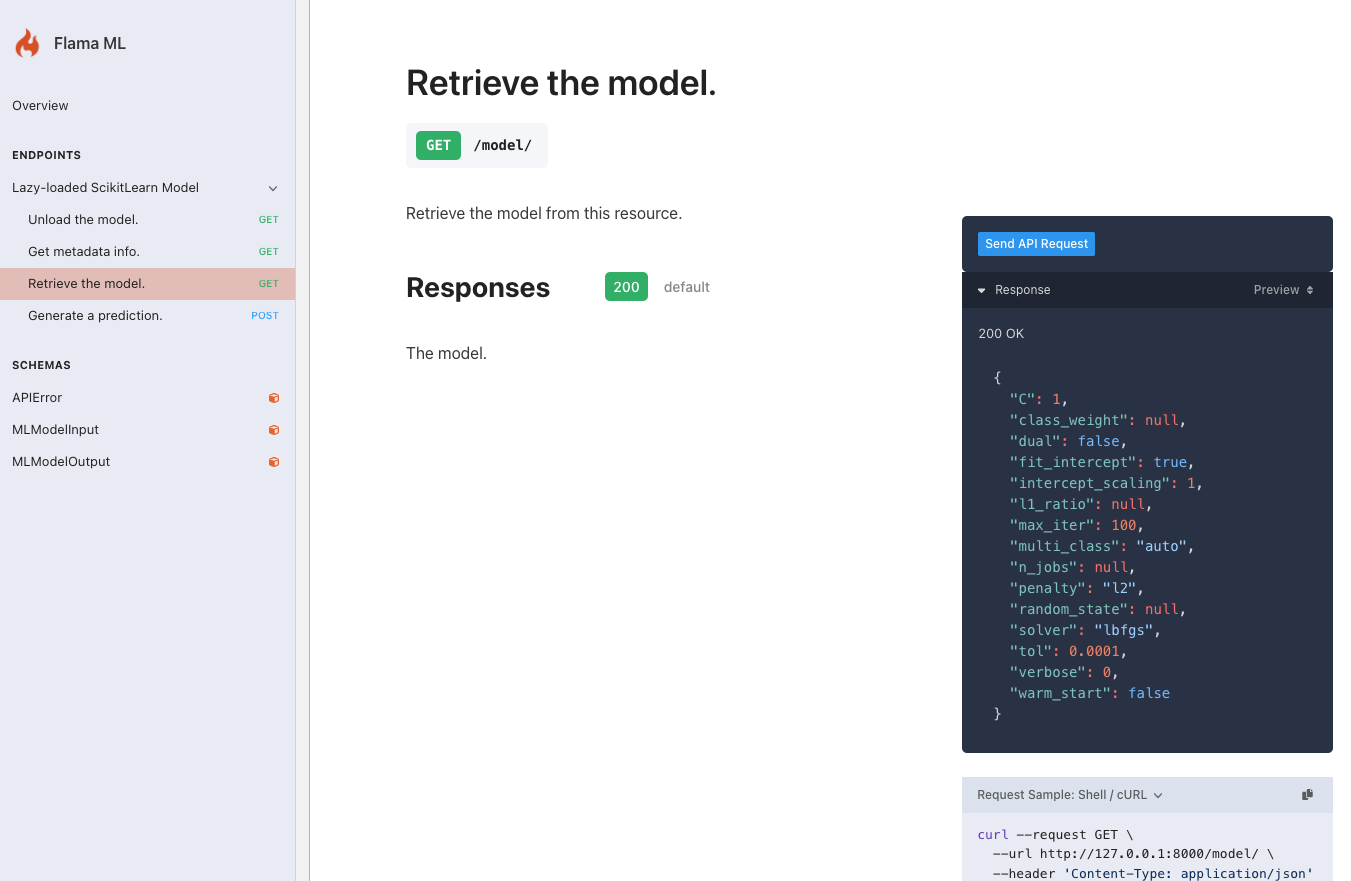 Flama ML
Overview
ENDPOINTS
Lazy-loaded ScikitLearn Model
Unload the model. GET
Get metadata info. GET
Retrieve the model. GET
Generate a prediction. POST
SCHEMAS
APIError
MLModelInput
MLModelOutput
Retrieve the model.
GET /model/
Retrieve the model from this resource.
Responses 200 default
The model.
Send API Request
Response Preview
200 OK
{
"C": 1,
"class_weight": null,
"dual": false,
"fit_intercept": true,
"intercept_scaling": 1,
"l1_ratio": null,
"max_iter": 100,
"multi_class": "auto",
"n_jobs": null,
"penalty": "l2",
"random_state": null,
"solver": "lbfgs",
"tol": 0.0001,
"verbose": 0,
"warm_start": false
}
Request Sample: Shell / cURL
curl --request GET \
--url http://127.0.0.1:8000/model/ \
--header 'Content-Type: application/json'